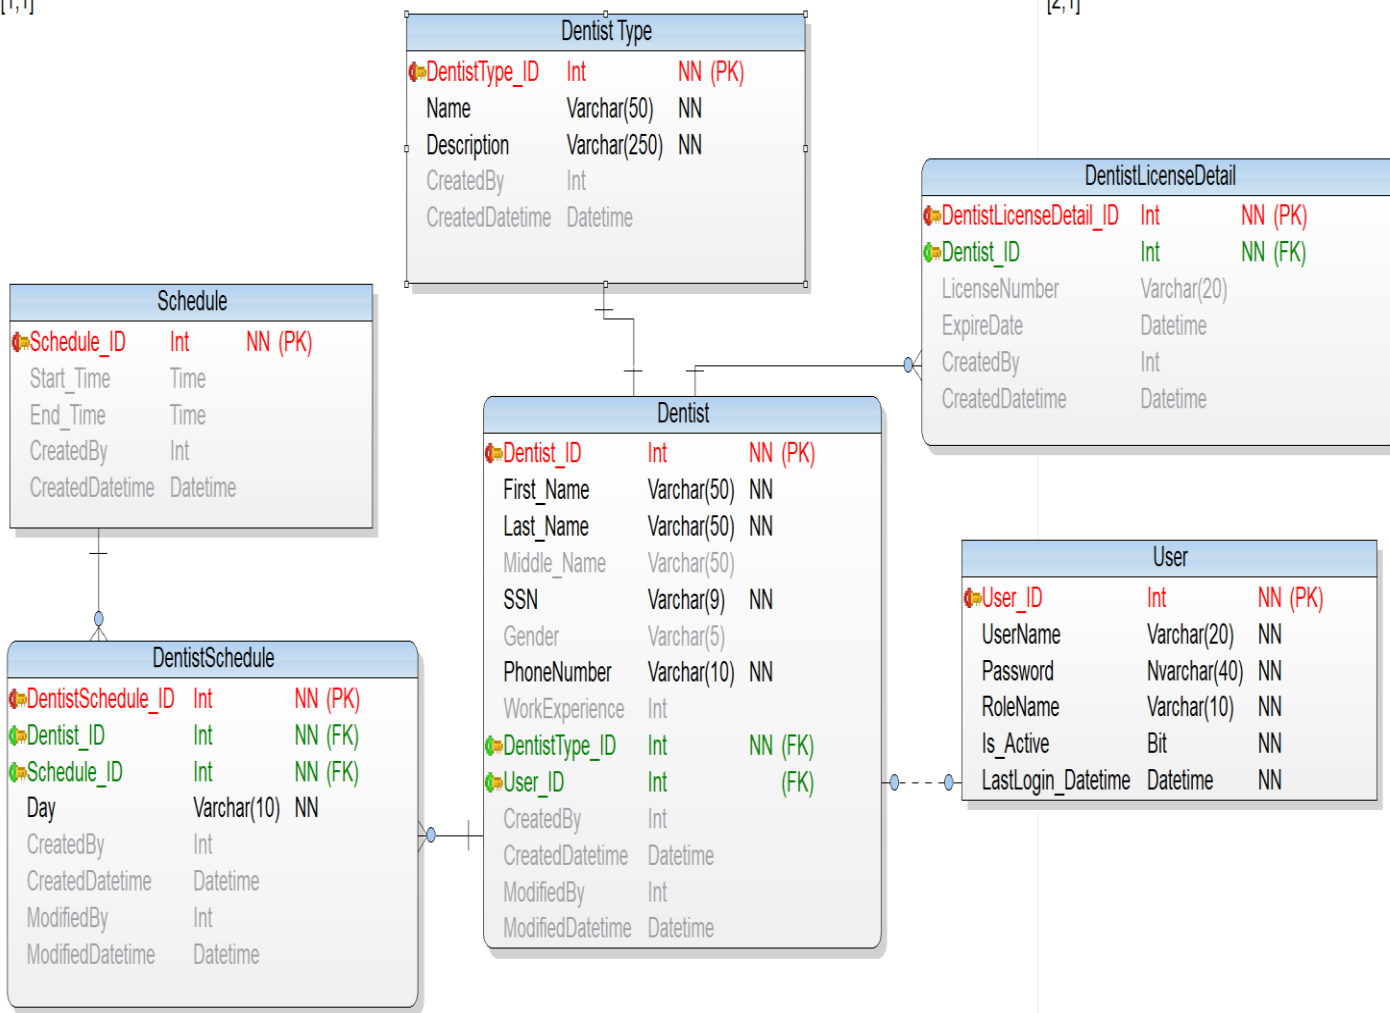 [1,1]
[2,1]
Dentist Type
DentistType_ID Int NN (PK)
Name Varchar(50) NN
Description Varchar(250) NN
CreatedBy Int
CreatedDatetime Datetime
DentistLicenseDetail
DentistLicenseDetail_ID Int NN (PK)
Dentist_ID Int NN (FK)
LicenseNumber Varchar(20)
ExpireDate Datetime
CreatedBy Int
CreatedDatetime Datetime
Schedule
Schedule_ID Int NN (PK)
Start_Time Time
End_Time Time
CreatedBy Int
CreatedDatetime Datetime
Dentist
Dentist_ID Int NN (PK)
First_Name Varchar(50) NN
Last_Name Varchar(50) NN
Middle_Name Varchar(50)
SSN Varchar(9) NN
Gender Varchar(5)
PhoneNumber Varchar(10) NN
WorkExperience Int
DentistType_ID Int NN (FK)
User_ID Int (FK)
CreatedBy Int
CreatedDatetime Datetime
ModifiedBy Int
ModifiedDatetime Datetime
User
User_ID Int NN (PK)
UserName Varchar(20) NN
Password Nvarchar(40) NN
RoleName Varchar(10) NN
Is_Active Bit NN
LastLogin_Datetime Datetime NN
DentistSchedule
DentistSchedule_ID Int NN (PK)
Dentist_ID Int NN (FK)
Schedule_ID Int NN (FK)
Day Varchar(10) NN
CreatedBy Int
CreatedDatetime Datetime
ModifiedBy Int
ModifiedDatetime Datetime